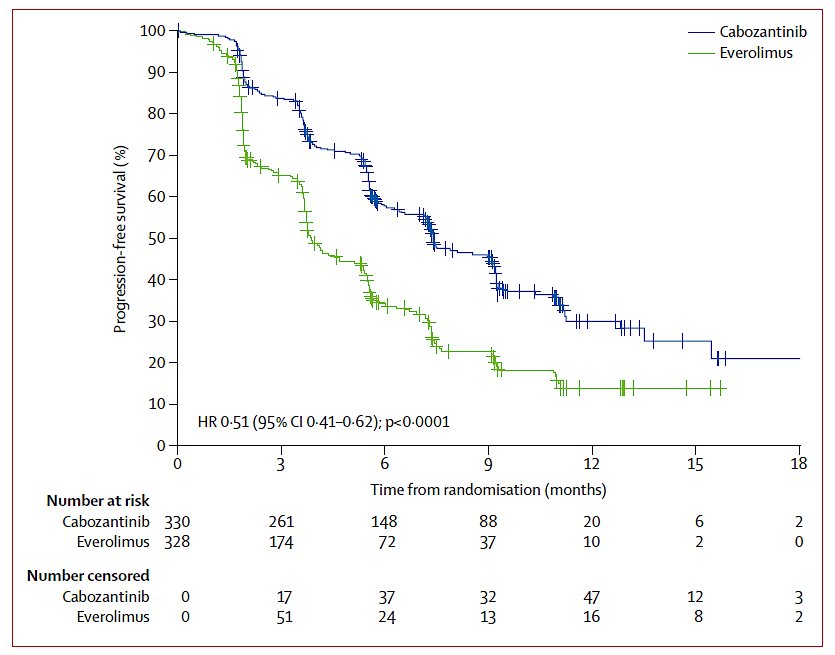 Cabozantinib
Everolimus
100
90
80
70
60
50
40
30
20
10
0
Progression-free survival (%)
HR 0·51 (95% CI 0·41–0·62); p<0·0001
0 3 6 9 12 15 18
Time from randomisation (months)
Number at risk
Cabozantinib 330 261 148 88 20 6 2
Everolimus 328 174 72 37 10 2 0
Number censored
Cabozantinib 0 17 37 32 47 12 3
Everolimus 0 51 24 13 16 8 2